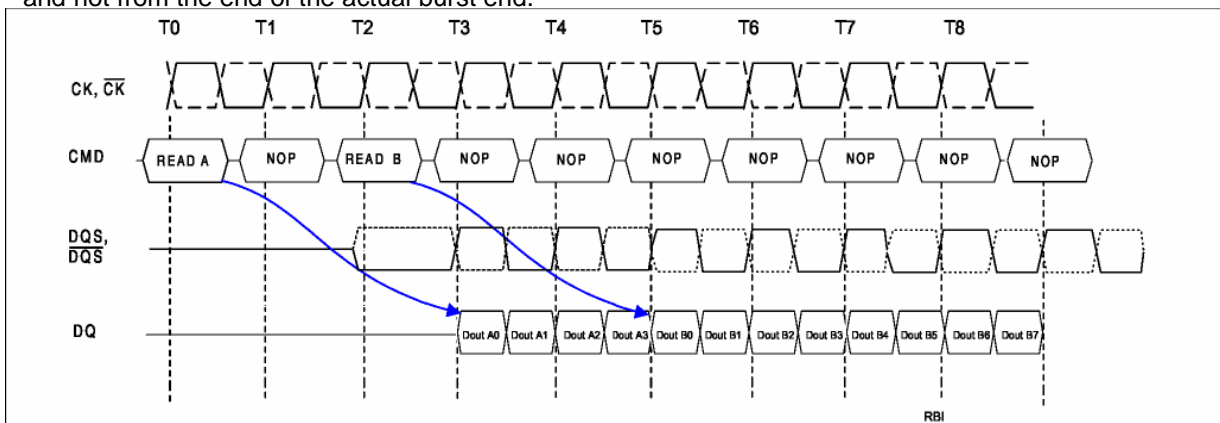 and not from the end of the actual burst end.
T0 T1 T2 T3 T4 T5 T6 T7 T8
CK, CK
CMD READ A NOP READ B NOP NOP NOP NOP NOP NOP NOP
DQS,
DQS
DQ Dout A0 Dout A1 Dout A2 Dout A3 Dout B0 Dout B1 Dout B2 Dout B3 Dout B4 Dout B5 Dout B6 Dout B7
RBI